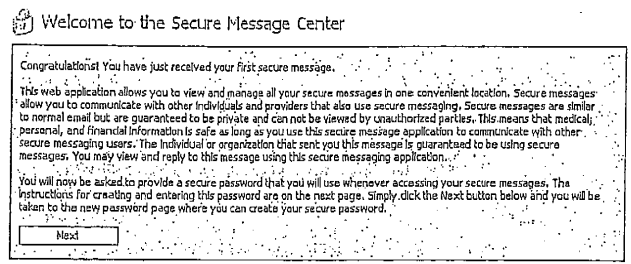 Welcome to the Secure Message Center
Congratulations! You have just received your first secure message.
This web application allows you to view and manage all your secure messages in one convenient location. Secure messages
allow you to communicate with other individuals and providers that also use secure messaging. Secure messages are similar
to normal email but are guaranteed to be private and can not be viewed by unauthorized parties. This means that medical,
personal, and financial information is safe as long as you use this secure message application to communicate with other
secure messaging users. The individual or organization that sent you this message is guaranteed to be using secure
messages. You may view and reply to this message using this secure messaging application.
You will now be asked to provide a secure password that you will use whenever accessing your secure messages. The
instructions for creating and entering this password are on the next page. Simply click the Next button below and you will be
taken to the new password page where you can create your secure password.
Next